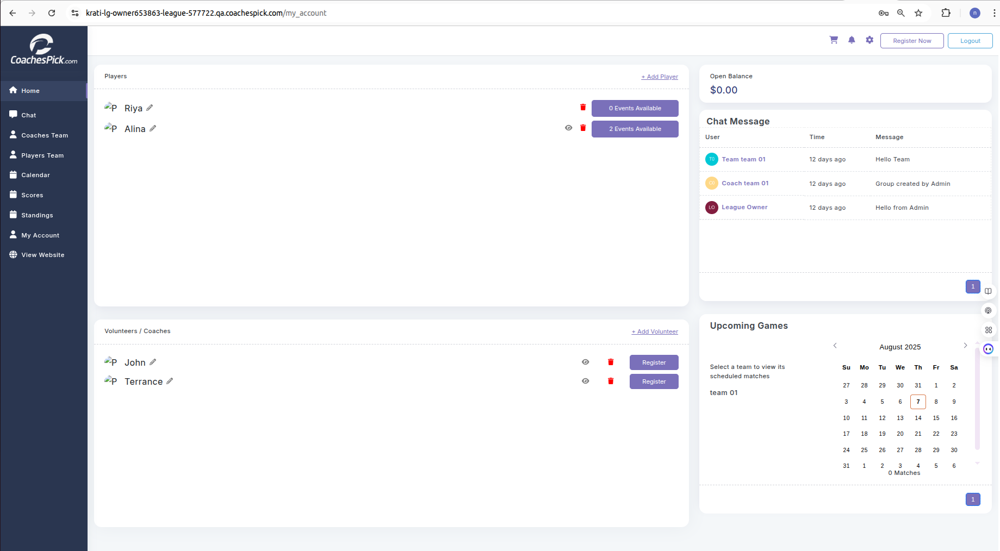 krati-lg-owner653863-league-577722.qa.coachespick.com/my_account
n
CoachesPick.com
Register Now
Logout
Home
Chat
Coaches Team
Players Team
Calendar
Scores
Standings
My Account
View Website
Players
+ Add Player
P
Riya
0 Events Available
P
Alina
2 Events Available
Volunteers / Coaches
+ Add Volunteer
P
John
Register
P
Terrance
Register
Open Balance
$0.00
Chat Message
User Time Message
T0 Team team 01 12 days ago Hello Team
C0 Coach team 01 12 days ago Group created by Admin
LO League Owner 12 days ago Hello from Admin
1
Upcoming Games
Select a team to view its
scheduled matches
team 01
August 2025
Su Mo Tu We Th Fr Sa
27 28 29 30 31 1 2
3 4 5 6 7 8 9
10 11 12 13 14 15 16
17 18 19 20 21 22 23
24 25 26 27 28 29 30
31 1 2 3 4 5 6
0 Matches
1